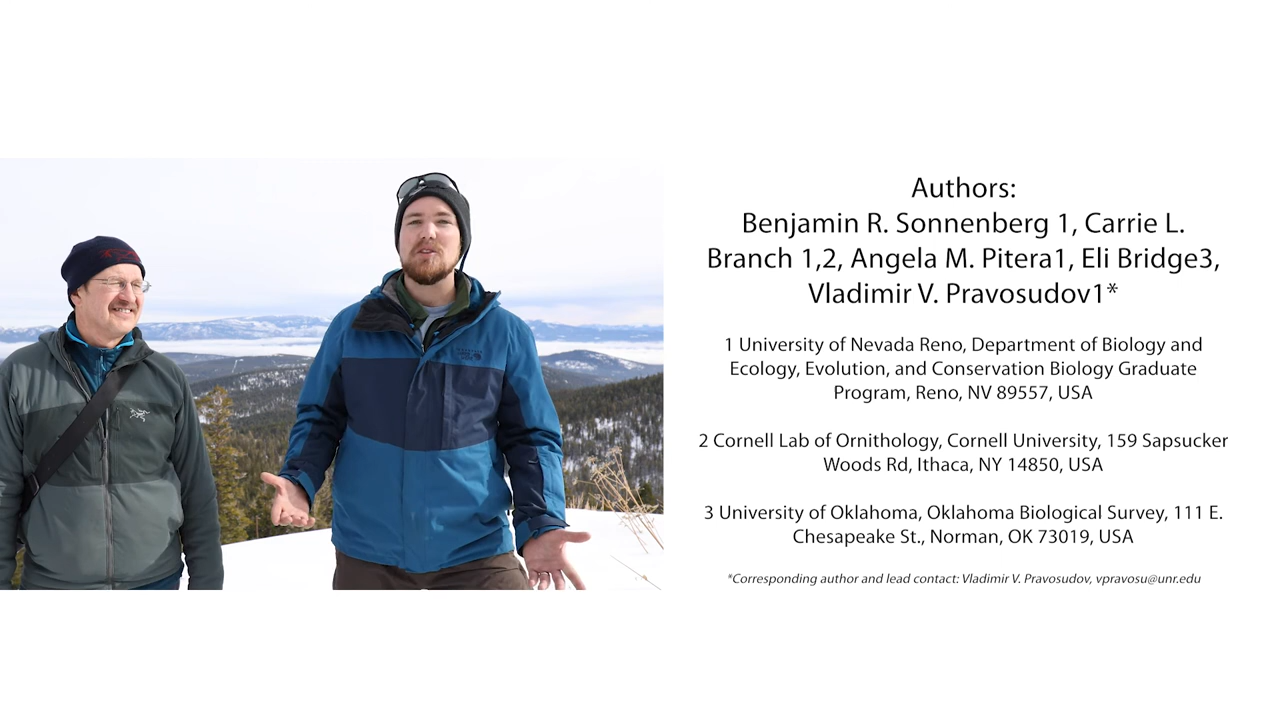 Authors:
Benjamin R. Sonnenberg 1, Carrie L.
Branch 1,2, Angela M. Pitera1, Eli Bridge3,
Vladimir V. Pravosudov1*
1 University of Nevada Reno, Department of Biology and
Ecology, Evolution, and Conservation Biology Graduate
Program, Reno, NV 89557, USA
2 Cornell Lab of Ornithology, Cornell University, 159 Sapsucker
Woods Rd, Ithaca, NY 14850, USA
3 University of Oklahoma, Oklahoma Biological Survey, 111 E.
Chesapeake St., Norman, OK 73019, USA
*Corresponding author and lead contact: Vladimir V. Pravosudov, vpravosu@unr.edu